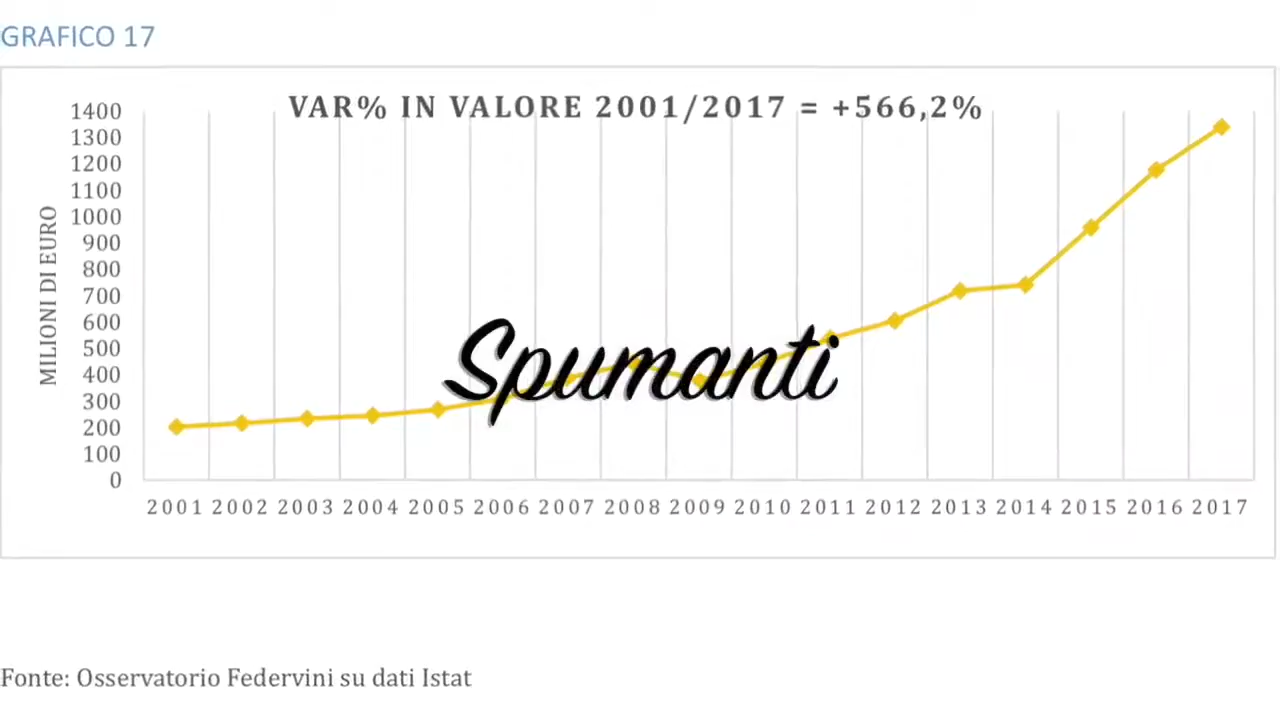 GRAFICO 17
VAR% IN VALORE 2001/2017 = +566,2%
MILIONI DI EURO
1400
1300
1200
1100
1000
900
800
700
600
500
400
300
200
100
0
Spumanti
2001 2002 2003 2004 2005 2006 2007 2008 2009 2010 2011 2012 2013 2014 2015 2016 2017
Fonte: Osservatorio Federvini su dati Istat